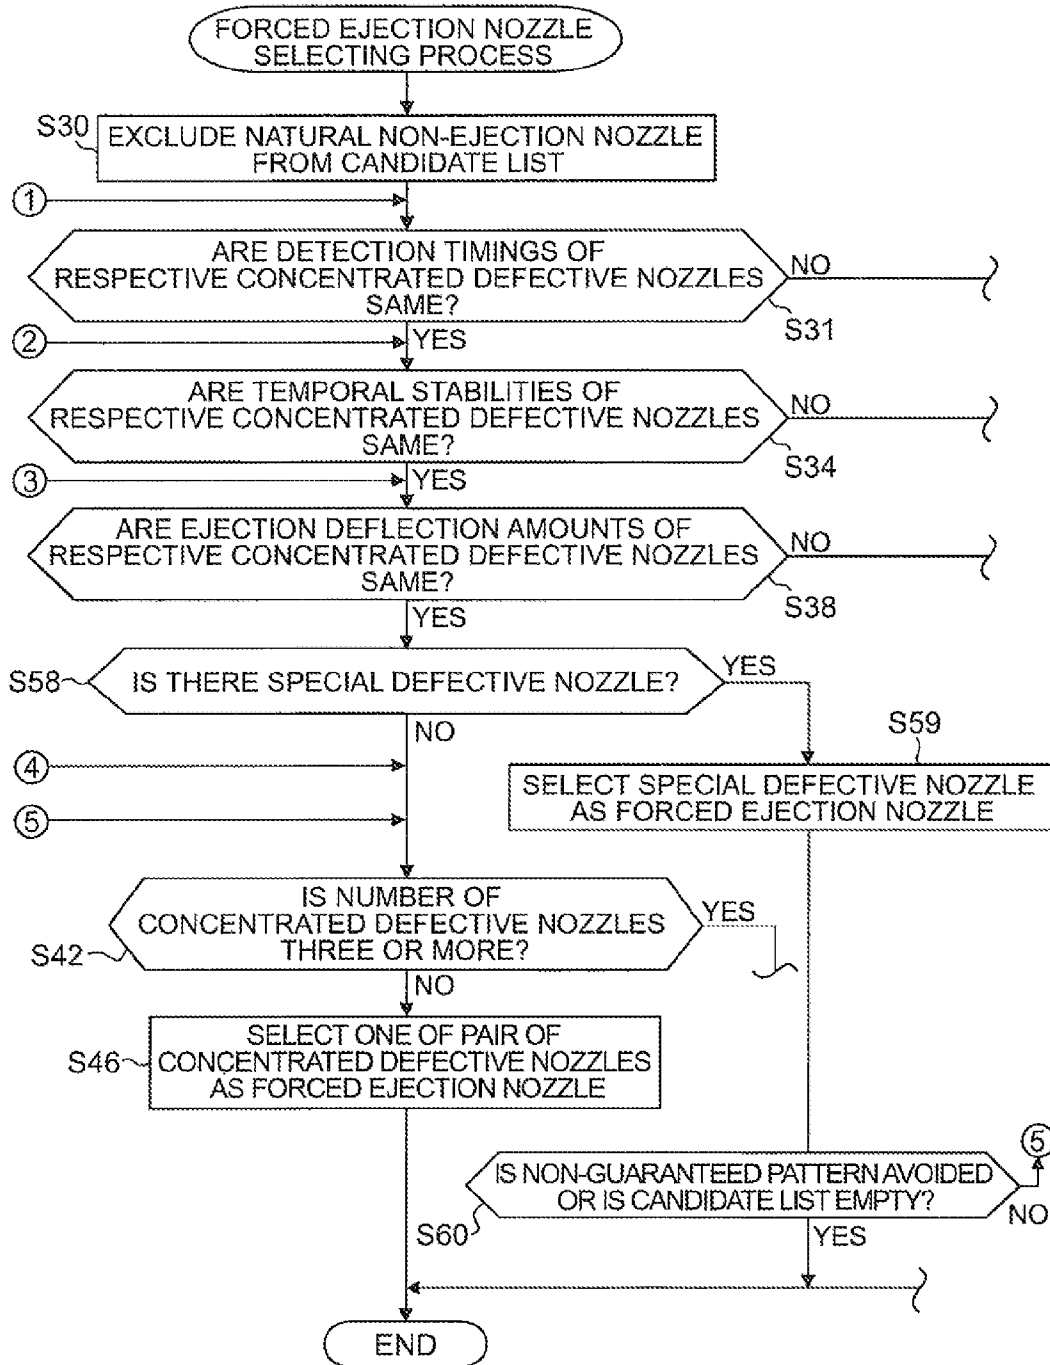 FORCED EJECTION NOZZLE
SELECTING PROCESS
S30
EXCLUDE NATURAL NON-EJECTION NOZZLE
FROM CANDIDATE LIST
①
ARE DETECTION TIMINGS OF
RESPECTIVE CONCENTRATED DEFECTIVE NOZZLES
SAME?
NO
S31
②
YES
ARE TEMPORAL STABILITIES OF
RESPECTIVE CONCENTRATED DEFECTIVE NOZZLES
SAME?
NO
S34
③
YES
ARE EJECTION DEFLECTION AMOUNTS OF
RESPECTIVE CONCENTRATED DEFECTIVE NOZZLES
SAME?
NO
S38
YES
S58
IS THERE SPECIAL DEFECTIVE NOZZLE?
YES
NO
S59
④
SELECT SPECIAL DEFECTIVE NOZZLE
AS FORCED EJECTION NOZZLE
⑤
IS NUMBER OF
CONCENTRATED DEFECTIVE NOZZLES
THREE OR MORE?
YES
S42
NO
SELECT ONE OF PAIR OF
CONCENTRATED DEFECTIVE NOZZLES
AS FORCED EJECTION NOZZLE
S46
⑤
IS NON-GUARANTEED PATTERN AVOIDED
OR IS CANDIDATE LIST EMPTY?
NO
S60
YES
END